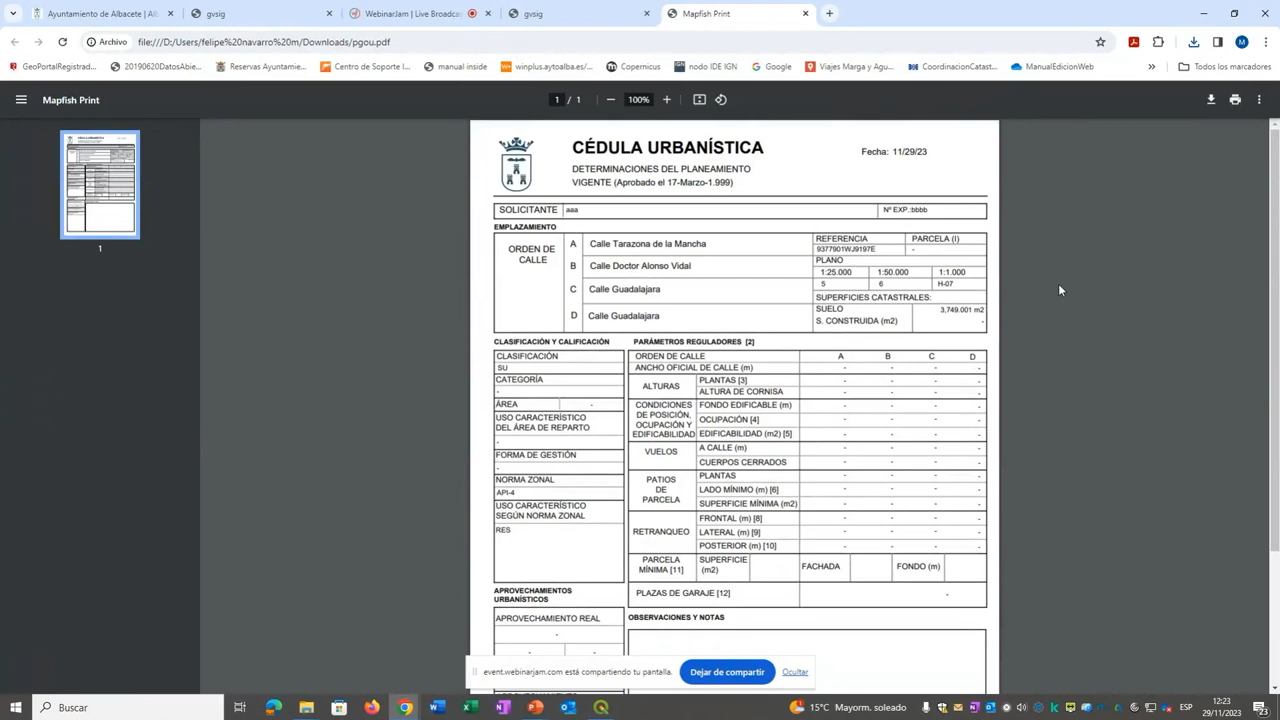 Ayuntamiento de Albacete | Alb
gvsig
WebinarJam | Live Broadcas
gvsig
Mapfish Print
Archivo
file:///D:/Users/felipe%20navarro%20m/Downloads/pgou.pdf
M
GeoPortalRegistrad...
20190620DatosAbie...
Reservas Ayuntamie...
Centro de Soporte I...
manual inside
winplus.aytoalba.es/...
Copernicus
nodo IDE IGN
Google
Viajes Marga y Agu...
CoordinacionCatast...
ManualEdicionWeb
»
Todos los marcadores
Mapfish Print
1 / 1
100%
1
CÉDULA URBANÍSTICA
Fecha: 11/29/23
DETERMINACIONES DEL PLANEAMIENTO
VIGENTE (Aprobado el 17-Marzo-1.999)
SOLICITANTE aaa Nº EXP.:bbbb
EMPLAZAMIENTO
ORDEN DE
CALLE
A Calle Tarazona de la Mancha
B Calle Doctor Alonso Vidal
C Calle Guadalajara
D Calle Guadalajara
REFERENCIA PARCELA (I)
9377901WJ9197E -
PLANO
1:25.000 1:50.000 1:1.000
5 6 H-07
SUPERFICIES CATASTRALES:
SUELO 3,749.001 m2
S. CONSTRUIDA (m2) -
CLASIFICACIÓN Y CALIFICACIÓN
CLASIFICACIÓN
SU
CATEGORÍA
-
ÁREA -
USO CARACTERÍSTICO
DEL ÁREA DE REPARTO
-
FORMA DE GESTIÓN
-
NORMA ZONAL
API-4
USO CARACTERÍSTICO
SEGÚN NORMA ZONAL
RES
APROVECHAMIENTOS
URBANÍSTICOS
APROVECHAMIENTO REAL
-
- -
PARÁMETROS REGULADORES [2]
ORDEN DE CALLE A B C D
ANCHO OFICIAL DE CALLE (m) - - - -
ALTURAS
PLANTAS [3] - - - -
ALTURA DE CORNISA - - - -
CONDICIONES
DE POSICIÓN,
OCUPACIÓN Y
EDIFICABILIDAD
FONDO EDIFICABLE (m) - - - -
OCUPACIÓN [4] - - - -
EDIFICABILIDAD (m2) [5] - - - -
VUELOS
A CALLE (m) - - - -
CUERPOS CERRADOS - - - -
PATIOS
DE
PARCELA
PLANTAS - - - -
LADO MÍNIMO (m) [6] - - - -
SUPERFICIE MÍNIMA (m2) - - - -
RETRANQUEO
FRONTAL (m) [8] - - - -
LATERAL (m) [9] - - - -
POSTERIOR (m) [10] - - - -
PARCELA
MÍNIMA [11]
SUPERFICIE
(m2)
FACHADA
FONDO (m)
PLAZAS DE GARAJE [12] -
OBSERVACIONES Y NOTAS
event.webinarjam.com está compartiendo tu pantalla.
Dejar de compartir
Ocultar
Buscar
15°C Mayorm. soleado
12:23
29/11/2023